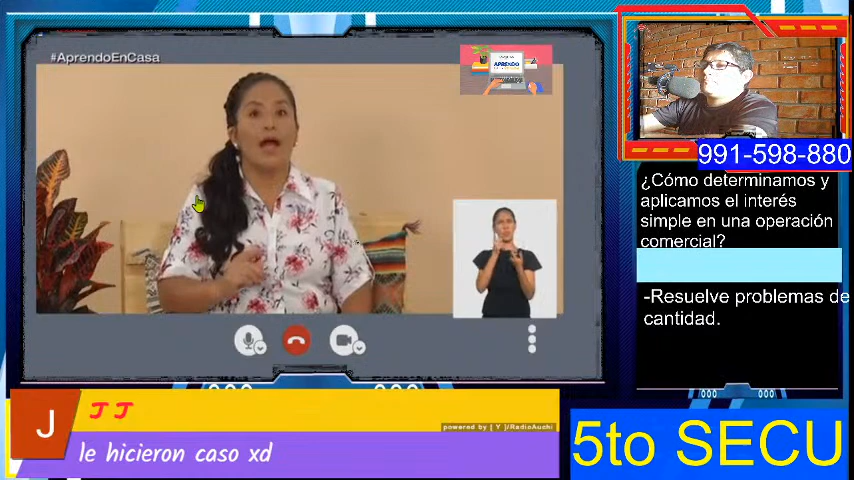 #AprendoEnCasa
APRENDO
991-598-880
¿Cómo determinamos y
aplicamos el interés
simple en una operación
comercial?
-Resuelve problemas de
cantidad.
J
J J
powered by [ Y ]/RadioAuchi
le hicieron caso xd
5to SECU